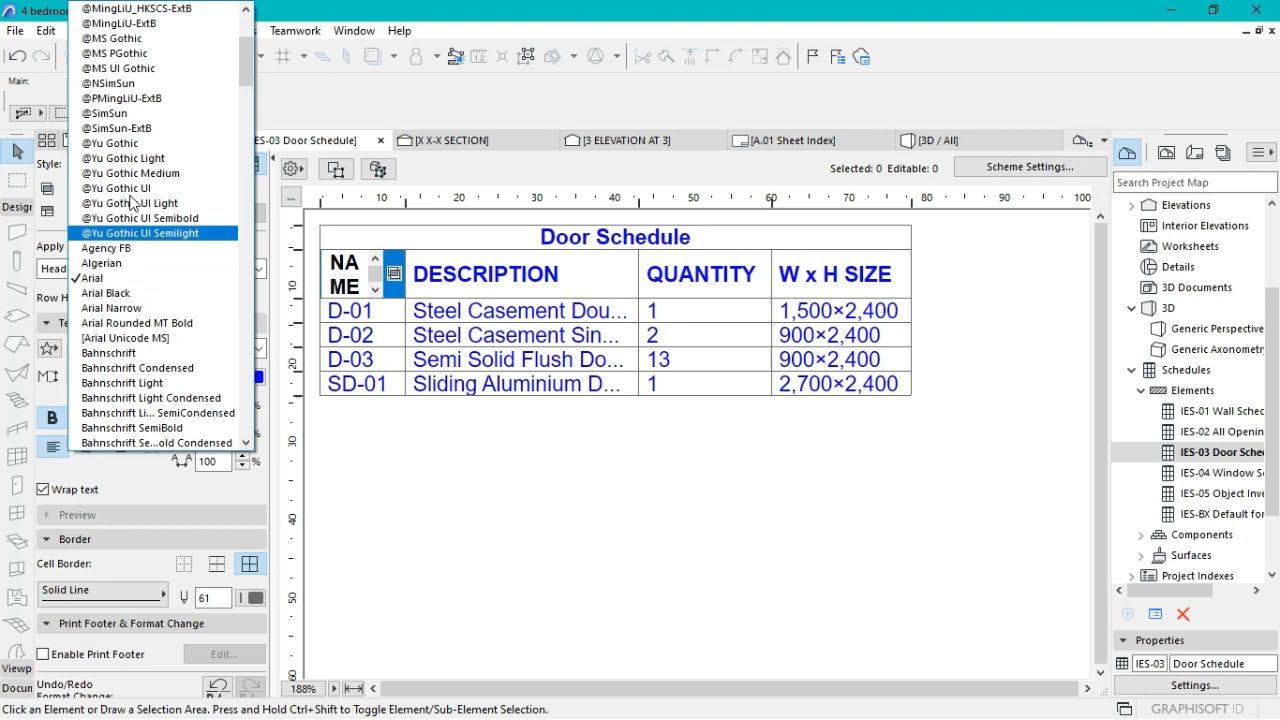 4 bedroom
File Edit Teamwork Window Help
Main:
ES-03 Door Schedule] [X X-X SECTION] [3 ELEVATION AT 3] [A.01 Sheet Index] [3D / All]
Style:
Selected: 0 Editable: 0 Scheme Settings...
Design
Apply
Head
Row H
@MingLiU_HKSCS-ExtB
@MingLiU-ExtB
@MS Gothic
@MS PGothic
@MS UI Gothic
@NSimSun
@PMingLiU-ExtB
@SimSun
@SimSun-ExtB
@Yu Gothic
@Yu Gothic Light
@Yu Gothic Medium
@Yu Gothic UI
@Yu Gothic UI Light
@Yu Gothic UI Semibold
@Yu Gothic UI Semilight
Agency FB
Algerian
Arial
Arial Black
Arial Narrow
Arial Rounded MT Bold
[Arial Unicode MS]
Bahnschrift
Bahnschrift Condensed
Bahnschrift Light
Bahnschrift Light Condensed
Bahnschrift Li... SemiCondensed
Bahnschrift SemiBold
Bahnschrift Se...old Condensed
B
100 %
Wrap text
Preview
Border
Cell Border:
Solid Line 61
Print Footer & Format Change
Enable Print Footer Edit...
Undo/Redo
Format Change:
Viewp
Docun
... 10 20 30 40 50 60 70 80 90 100
10
20
30
40
50
60
Door Schedule
NAME DESCRIPTION QUANTITY W x H SIZE
D-01 Steel Casement Dou... 1 1,500×2,400
D-02 Steel Casement Sin... 2 900×2,400
D-03 Semi Solid Flush Do... 13 900×2,400
SD-01 Sliding Aluminium D... 1 2,700×2,400
188%
Search Project Map
Elevations
Interior Elevations
Worksheets
Details
3D Documents
3D
Generic Perspective
Generic Axonometr
Schedules
Elements
IES-01 Wall Sched
IES-02 All Openin
IES-03 Door Sche
IES-04 Window S
IES-05 Object Inv
IES-BX Default for
Components
Surfaces
Project Indexes
Properties
IES-03 Door Schedule
Settings...
Click an Element or Draw a Selection Area. Press and Hold Ctrl+Shift to Toggle Element/Sub-Element Selection.
GRAPHISOFT ID